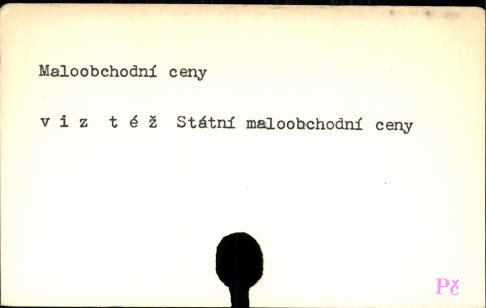 Maloobchodní ceny
v i z t é ž Státní maloobchodní ceny
Pč